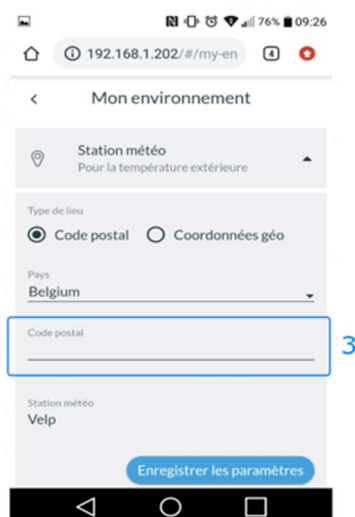 76% 09:26
192.168.1.202/#/my-en 4
Mon environnement
Station météo
Pour la température extérieure
Type de lieu
Code postal Coordonnées géo
Pays
Belgium
Code postal
3
Station météo
Velp
Enregistrer les paramètres